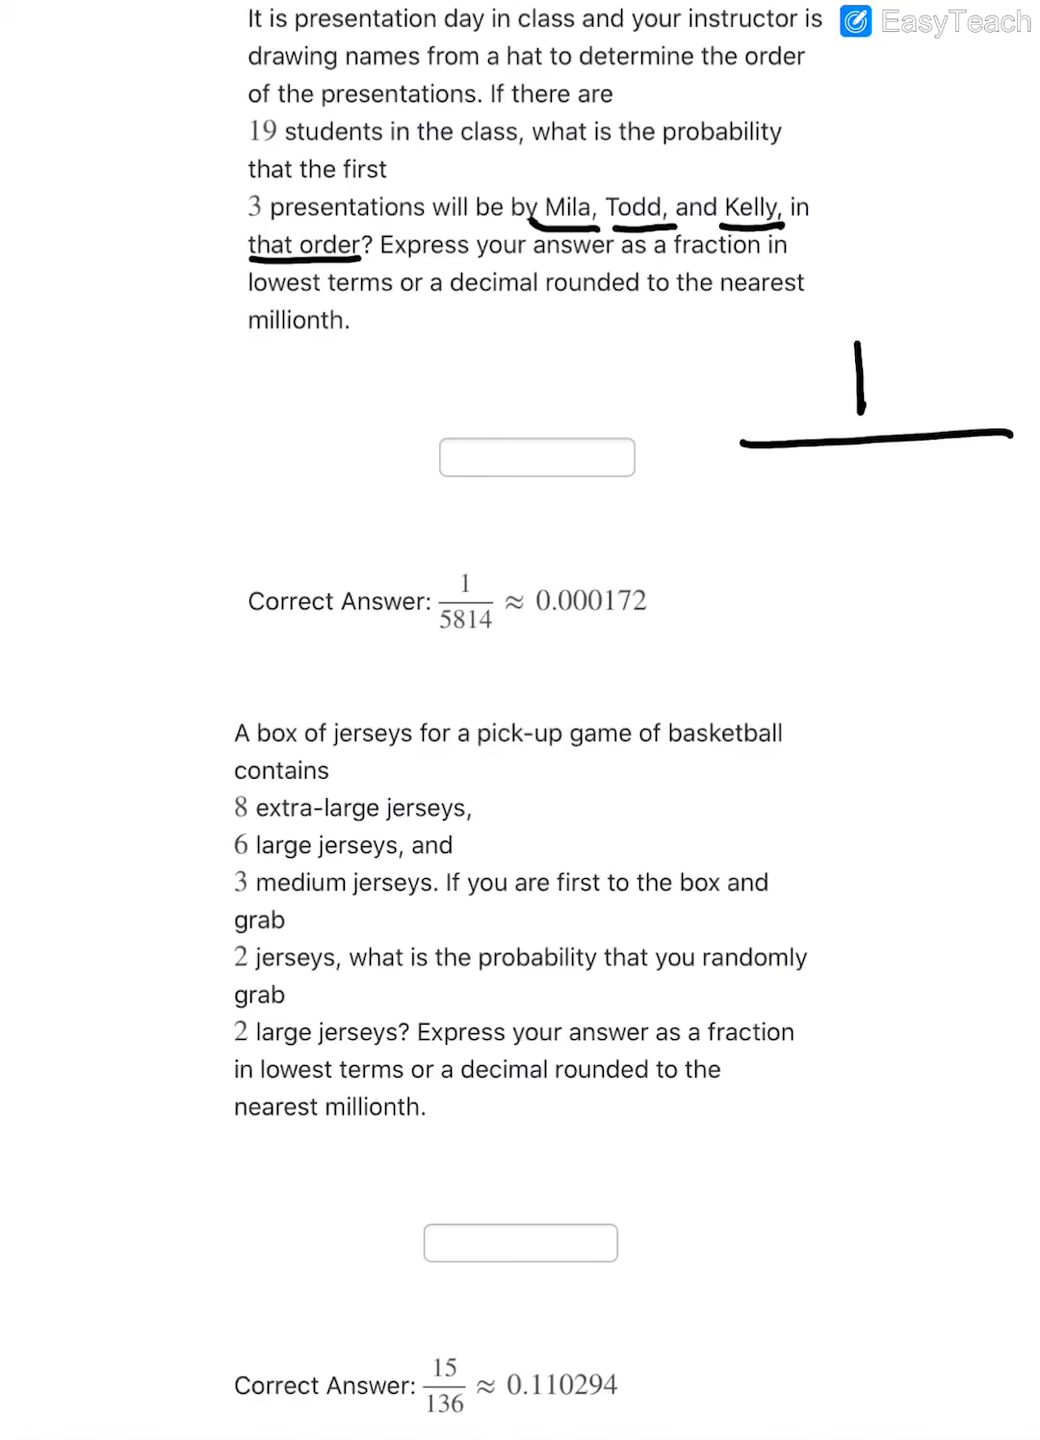 It is presentation day in class and your instructor is
EasyTeach
drawing names from a hat to determine the order
of the presentations. If there are
19 students in the class, what is the probability
that the first
3 presentations will be by Mila, Todd, and Kelly, in
that order? Express your answer as a fraction in
lowest terms or a decimal rounded to the nearest
millionth.
1
Correct Answer: 1/5814 ≈ 0.000172
A box of jerseys for a pick-up game of basketball
contains
8 extra-large jerseys,
6 large jerseys, and
3 medium jerseys. If you are first to the box and
grab
2 jerseys, what is the probability that you randomly
grab
2 large jerseys? Express your answer as a fraction
in lowest terms or a decimal rounded to the
nearest millionth.
Correct Answer: 15/136 ≈ 0.110294